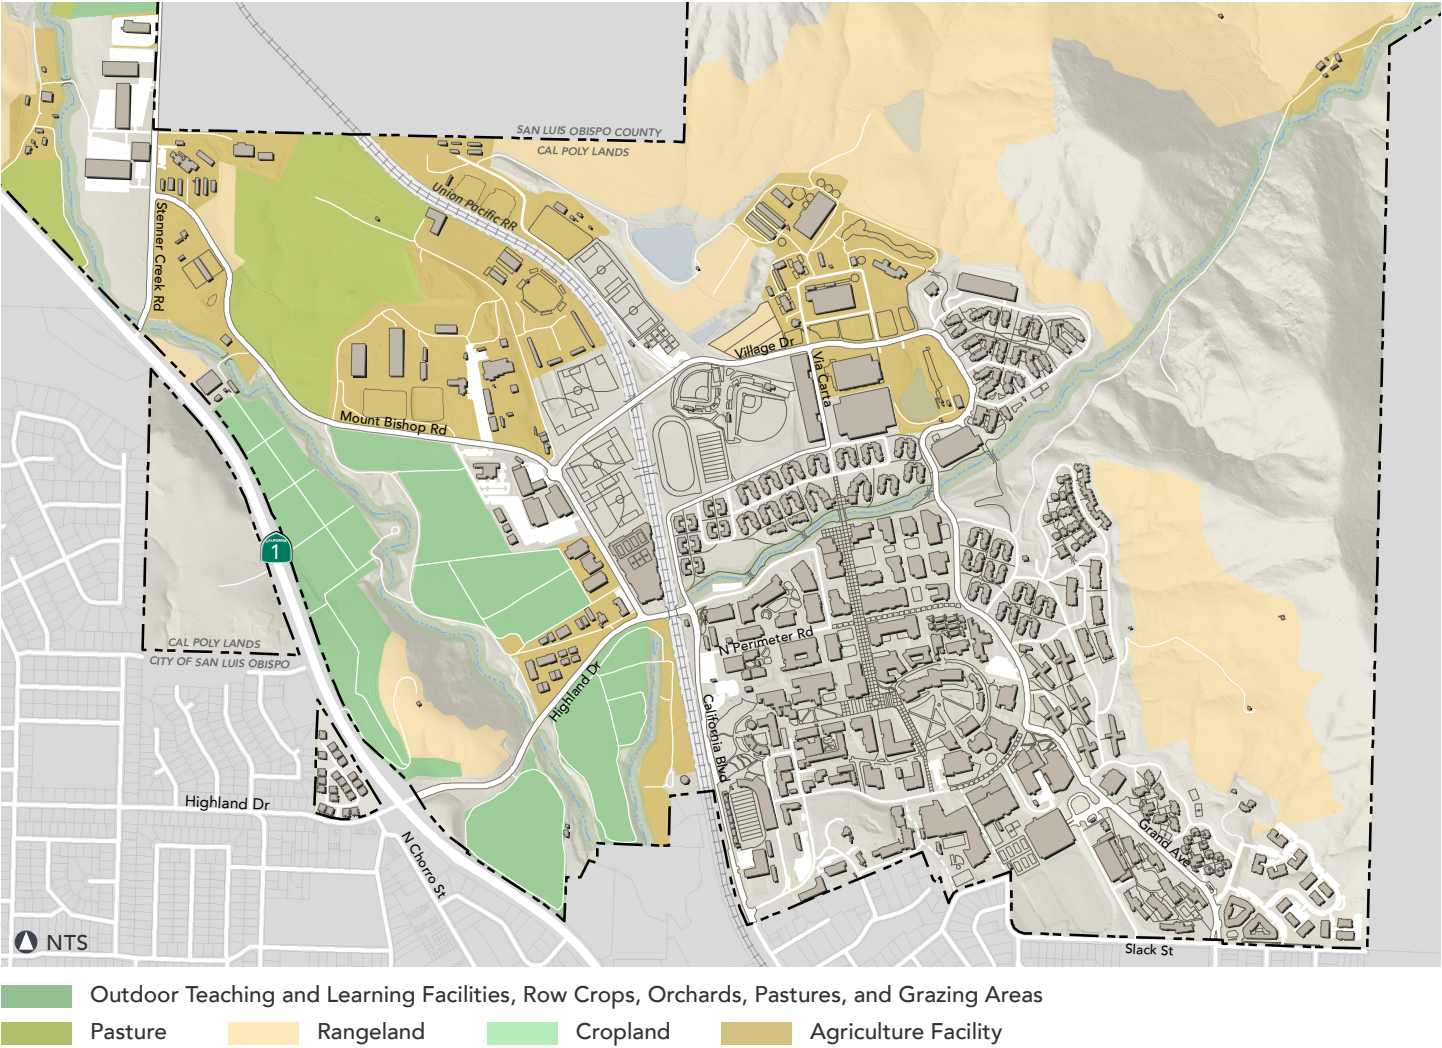 SAN LUIS OBISPO COUNTY
CAL POLY LANDS
Union Pacific RR
Stenner Creek Rd
Village Dr
Via Carta
Mount Bishop Rd
CALIFORNIA
1
N Perimeter Rd
CAL POLY LANDS
CITY OF SAN LUIS OBISPO
Highland Dr
California Blvd
Highland Dr
N Chorro St
Grand Ave
Slack St
NTS
Outdoor Teaching and Learning Facilities, Row Crops, Orchards, Pastures, and Grazing Areas
Pasture
Rangeland
Cropland
Agriculture Facility